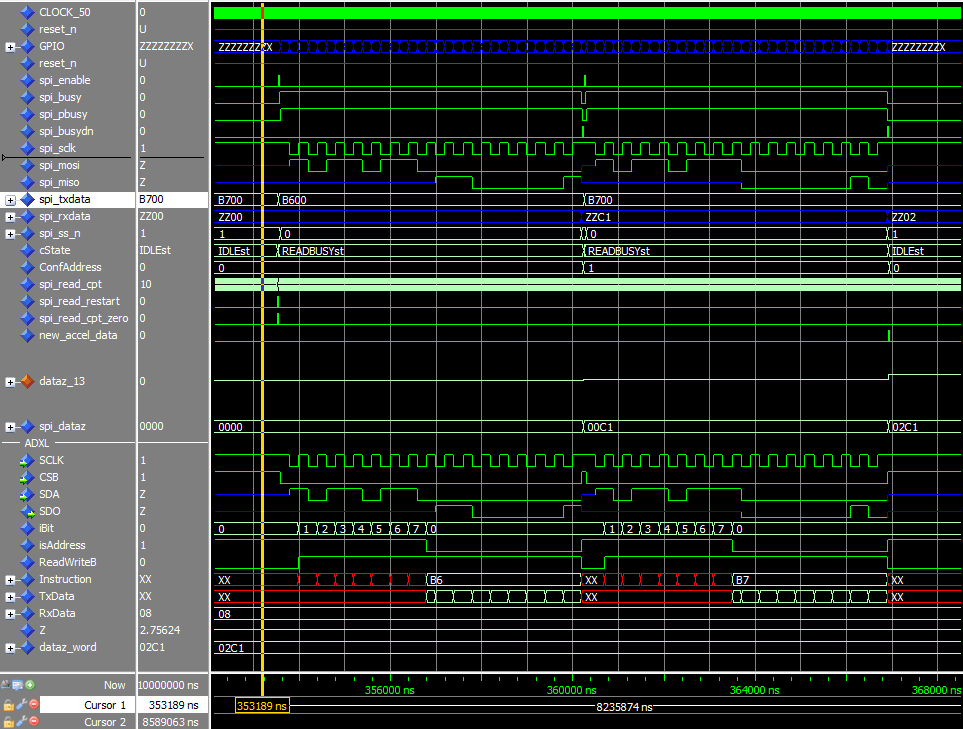 CLOCK_50 0
reset_n U
GPIO ZZZZZZZZX ZZZZZZZZX ZZZZZZZZX
reset_n U
spi_enable 0
spi_busy 0
spi_pbusy 0
spi_busydn 0
spi_sclk 1
spi_mosi Z
spi_miso Z
spi_txdata B700 B700 B600 B700
spi_rxdata ZZ00 ZZ00 ZZC1 ZZ02
spi_ss_n 1 1 0 0 1
cState IDLEst IDLEst READBUSYst READBUSYst IDLEst
ConfAddress 0 0 1 0
spi_read_cpt 10
spi_read_restart 0
spi_read_cpt_zero 0
new_accel_data 0
dataz_13 0
spi_dataz 0000 0000 00C1 02C1
ADXL
SCLK 1
CSB 1
SDA Z
SDO Z
iBit 0 0 1 2 3 4 5 6 7 0 1 2 3 4 5 6 7 0
isAddress 1
ReadWriteB 0
Instruction XX XX B6 XX B7 XX
TxData XX XX XX XX
RxData 08 08
Z 2.75624
dataz_word 02C1 02C1
Now 10000000 ns 356000 ns 360000 ns 364000 ns 368000 ns
Cursor 1 353189 ns 353189 ns 8235874 ns
Cursor 2 8589063 ns